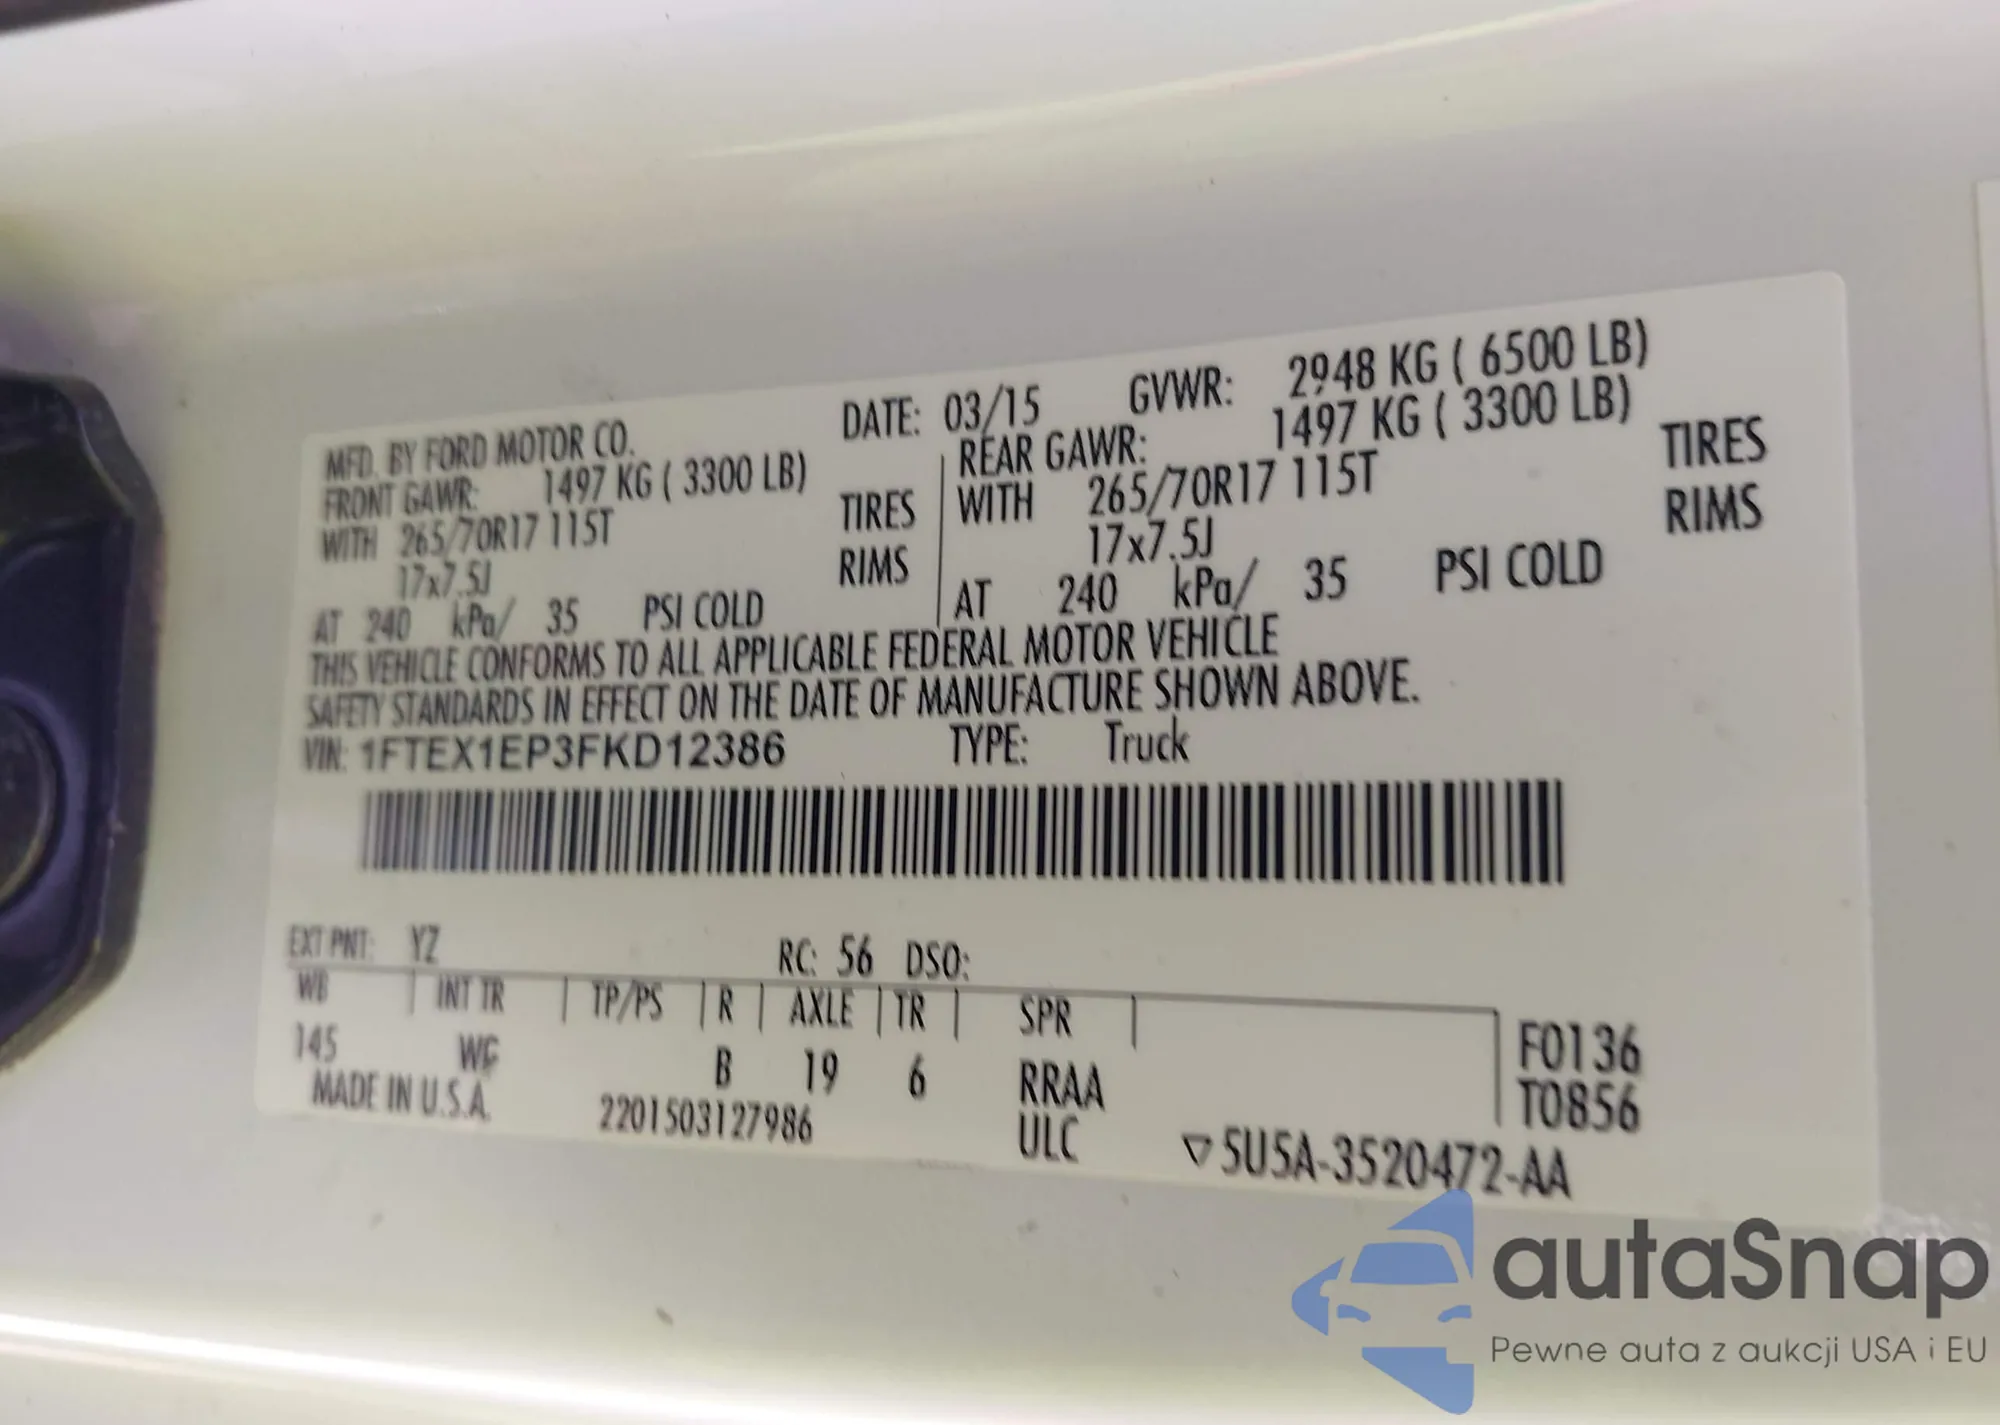 MFD. BY FORD MOTOR CO. DATE: 03/15 GVWR: 2948 KG ( 6500 LB)
FRONT GAWR: 1497 KG ( 3300 LB) REAR GAWR: 1497 KG ( 3300 LB)
WITH 265/70R17 115T TIRES WITH 265/70R17 115T TIRES
17x7.5J RIMS 17x7.5J RIMS
AT 240 kPa/ 35 PSI COLD AT 240 kPa/ 35 PSI COLD
THIS VEHICLE CONFORMS TO ALL APPLICABLE FEDERAL MOTOR VEHICLE
SAFETY STANDARDS IN EFFECT ON THE DATE OF MANUFACTURE SHOWN ABOVE.
VIN: 1FTEX1EP3FKD12386 TYPE: Truck
EXT PNT: YZ RC: 56 DSO:
WB INT TR TP/PS R AXLE TR SPR
145 B 19 6 RRAA F0136
MADE IN U.S.A. 2201503127986 ULC T0856
▽5U5A-3520472-AA
autaSnap
Pewne auta z aukcji USA i EU